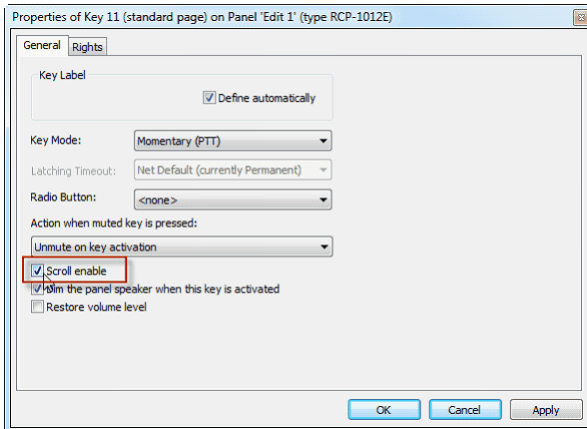 Properties of Key 11 (standard page) on Panel 'Edit 1' (type RCP-1012E)
General Rights
Key Label
Define automatically
Key Mode: Momentary (PTT)
Latching Timeout: Net Default (currently Permanent)
Radio Button: <none>
Action when muted key is pressed:
Unmute on key activation
Scroll enable
Dim the panel speaker when this key is activated
Restore volume level
OK Cancel Apply